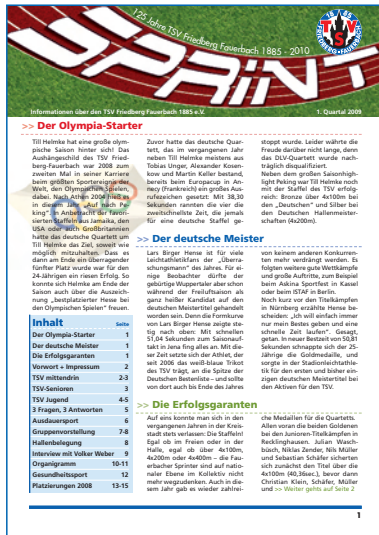 125 Jahre TSV Friedberg Fauerbach 1885 - 2010
SPRiNT
1885
TSV
FRIEDBERG-FAUERBACH
Informationen über den TSV Friedberg Fauerbach 1885 e.V.
1. Quartal 2009
>> Der Olympia-Starter
Till Helmke hat eine große olym-
pische Saison hinter sich! Das
Aushängeschild des TSV Fried-
berg-Fauerbach war 2008 zum
zweiten Mal in seiner Karriere
beim größten Sportereignis der
Welt, den Olympischen Spielen,
dabei. Nach Athen 2004 hieß es
in diesem Jahr „Auf nach Pe-
king“. In Anbetracht der favori-
sierten Staffeln aus Jamaika, den
USA oder auch Großbritannien
hatte das deutsche Quartett um
Till Helmke das Ziel, soweit wie
möglich mitzuhalten. Dass es
dann am Ende ein überragender
fünfter Platz wurde war für den
24-Jährigen ein riesen Erfolg. So
konnte sich Helmke am Ende der
Saison auch über die Auszeich-
nung „bestplatzierter Hesse bei
den Olympischen Spielen“ freuen.
Zuvor hatte das deutsche Quar-
tett, das im vergangenen Jahr
neben Till Helmke meistens aus
Tobias Unger, Alexander Kosen-
kow und Martin Keller bestand,
bereits beim Europacup in An-
necy (Frankreich) ein großes Aus-
rufezeichen gesetzt: Mit 38,30
Sekunden rannten die vier die
zweitschnellste Zeit, die jemals
für eine deutsche Staffel ge-
stoppt wurde. Leider währte die
Freude darüber nicht lange, denn
das DLV-Quartett wurde nach-
träglich disqualifiziert.
Neben dem großen Saisonhigh-
light Peking war Till Helmke noch
mit der Staffel des TSV erfolg-
reich: Bronze über 4x100m bei
den „Deutschen“ und Silber bei
den Deutschen Hallenmeister-
schaften (4x200m).
>> Der deutsche Meister
Lars Birger Hense ist für viele
Leichtathletikfans der „Überra-
schungsmann“ des Jahres. Für ei-
nige Beobachter dürfte der
gebürtige Wuppertaler aber schon
während der Freiluftsaison als
ganz heißer Kandidat auf den
deutschen Meistertitel gehandelt
worden sein. Denn die Formkurve
von Lars Birger Hense zeigte ste-
tig nach oben: Mit schnellen
51,04 Sekunden zum Saisonauf-
takt in Jena fing alles an. Mit die-
ser Zeit setzte sich der Athlet, der
seit 2006 das weiß-blaue Trikot
des TSV trägt, an die Spitze der
Deutschen Bestenliste – und sollte
von dort auch bis Ende des Jahres
von keinem anderen Konkurren-
ten mehr verdrängt werden. Es
folgten weitere gute Wettkämpfe
und große Auftritte, zum Beispiel
beim Askina Sportfest in Kassel
oder beim ISTAF in Berlin.
Noch kurz vor den Titelkämpfen
in Nürnberg erzählte Hense be-
scheiden: „Ich will einfach immer
nur mein Bestes geben und eine
schnelle Zeit laufen“. Gesagt,
getan. In neuer Bestzeit von 50,81
Sekunden schnappte sich der 25-
Jährige die Goldmedaille, und
sorgte in der Stadionleichtathle-
tik für den ersten und bisher ein-
zigen deutschen Meistertitel bei
den Aktiven für den TSV.
Inhalt Seite
Der Olympia-Starter 1
Der deutsche Meister 1
Die Erfolgsgaranten 1
Vorwort + Impressum 2
TSV mittendrin 2-3
TSV-Senioren 3
TSV Jugend 4-5
3 Fragen, 3 Antworten 5
Ausdauersport 6
Gruppenvorstellung 7-8
Hallenbelegung 8
Interview mit Volker Weber 9
Organigramm 10-11
Gesundheitssport 12
Platzierungen 2008 13-15
>> Die Erfolgsgaranten
Auf eins konnte man sich in den
vergangenen Jahren in der Kreis-
stadt stets verlassen: Die Staffeln!
Egal ob im Freien oder in der
Halle, egal ob über 4x100m,
4x200m oder 4x400m – die Fau-
erbacher Sprinter sind auf natio-
naler Ebene im Kollektiv nicht
mehr wegzudenken. Auch in die-
sem Jahr gab es wieder zahlrei-
che Medaillen für die Quartetts.
Allen voran die beiden Goldenen
bei den Junioren-Titelkämpfen in
Recklinghausen. Julian Wasch-
büsch, Niklas Zender, Nils Müller
und Sebastian Schäfer sicherten
sich zunächst den Titel über die
4x100m (40,36sec.), bevor dann
Christian Klein, Schäfer, Müller
und >> Weiter gehts auf Seite 2
1